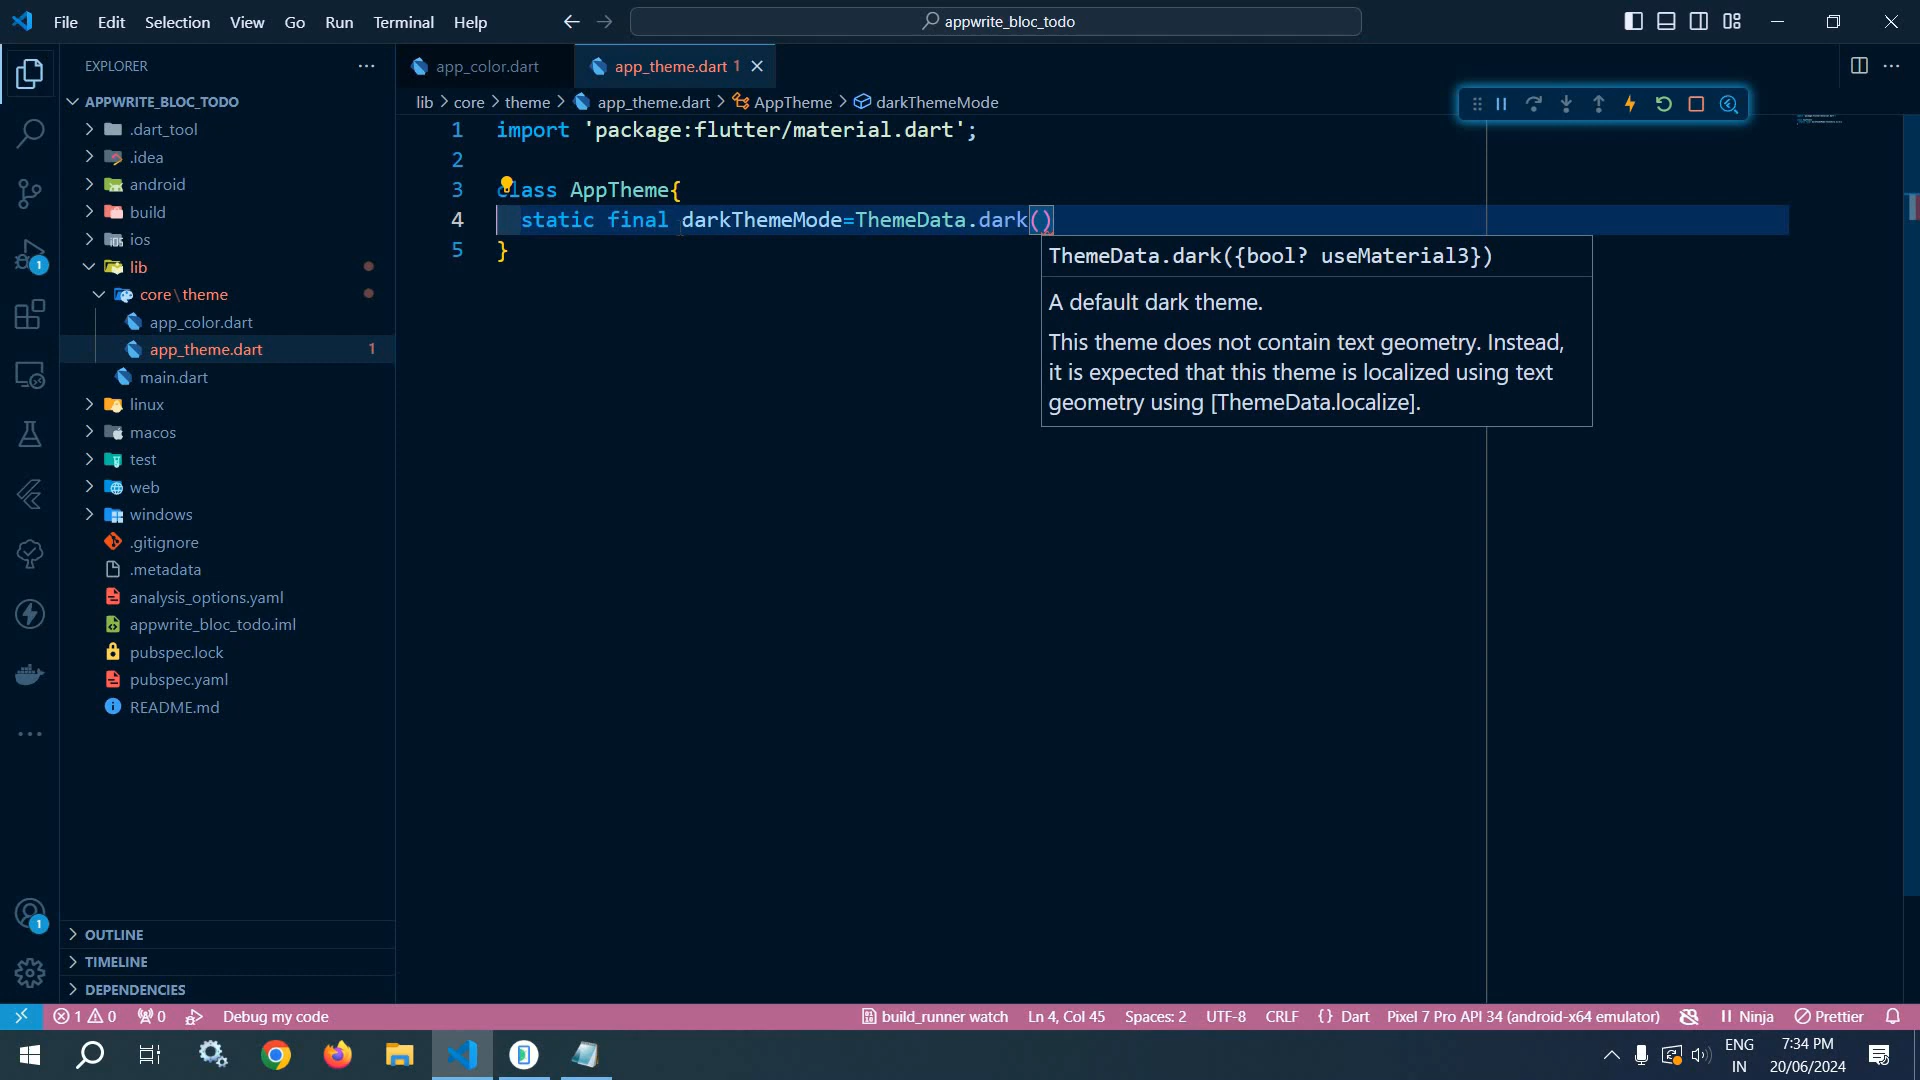 File Edit Selection View Go Run Terminal Help
appwrite_bloc_todo
EXPLORER
app_color.dart
app_theme.dart 1
APPWRITE_BLOC_TODO
lib > core > theme > app_theme.dart > AppTheme > darkThemeMode
.dart_tool
.idea
android
build
ios
lib
core\theme
app_color.dart
app_theme.dart 1
main.dart
linux
macos
test
web
windows
.gitignore
.metadata
analysis_options.yaml
appwrite_bloc_todo.iml
pubspec.lock
pubspec.yaml
README.md
OUTLINE
TIMELINE
DEPENDENCIES
1
1
1 import 'package:flutter/material.dart';
2
3 class AppTheme{
4 static final darkThemeMode=ThemeData.dark()
5 }
ThemeData.dark({bool? useMaterial3})
A default dark theme.
This theme does not contain text geometry. Instead,
it is expected that this theme is localized using text
geometry using [ThemeData.localize].
1 0 0 Debug my code build_runner watch Ln 4, Col 45 Spaces: 2 UTF-8 CRLF {} Dart Pixel 7 Pro API 34 (android-x64 emulator) Ninja Prettier
ENG
IN
7:34 PM
20/06/2024